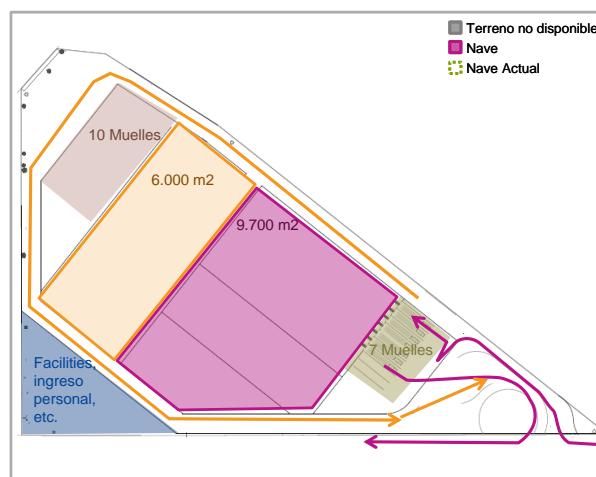 Terreno no disponible
Nave
Nave Actual
10 Muelles
6.000 m2
9.700 m2
7 Muelles
Facilities,
ingreso
personal,
etc.